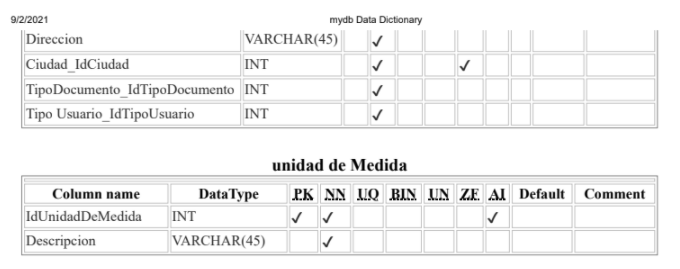 9/2/2021 mydb Data Dictionary
Direccion VARCHAR(45) ✓
Ciudad_IdCiudad INT ✓ ✓
TipoDocumento_IdTipoDocumento INT ✓
Tipo Usuario_IdTipoUsuario INT ✓
unidad de Medida
Column name DataType PK NN UQ BIN UN ZF AI Default Comment
IdUnidadDeMedida INT ✓ ✓ ✓
Descripcion VARCHAR(45) ✓